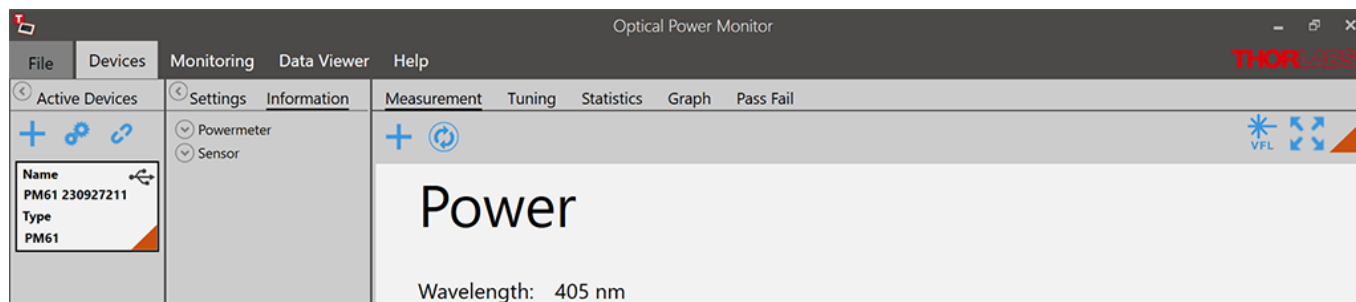 Optical Power Monitor
File Devices Monitoring Data Viewer Help
THORLABS
Active Devices
Settings Information
Measurement Tuning Statistics Graph Pass Fail
Powermeter
Sensor
VFL
Name
PM61 230927211
Type
PM61
Power
Wavelength: 405 nm